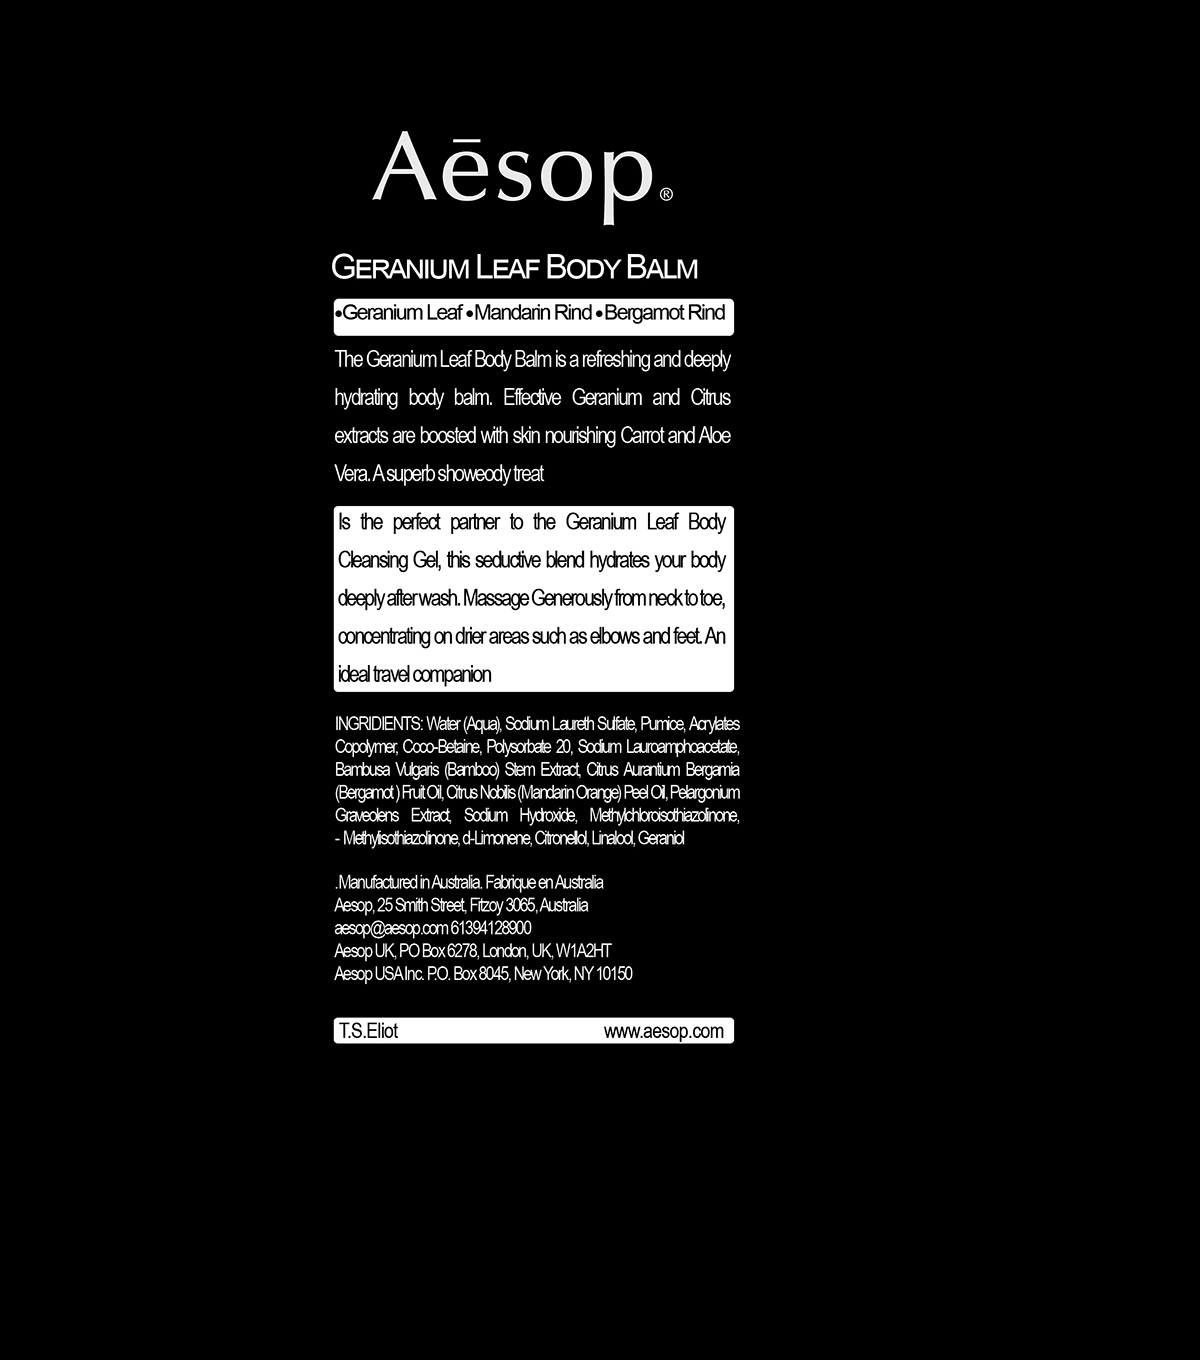 Aēsop®
GERANIUM LEAF BODY BALM
•Geranium Leaf •Mandarin Rind •Bergamot Rind
The Geranium Leaf Body Balm is a refreshing and deeply
hydrating body balm. Effective Geranium and Citrus
extracts are boosted with skin nourishing Carrot and Aloe
Vera. A superb showeody treat
Is the perfect partner to the Geranium Leaf Body
Cleansing Gel, this seductive blend hydrates your body
deeply after wash. Massage Generously from neck to toe,
concentrating on drier areas such as elbows and feet. An
ideal travel companion
INGRIDIENTS: Water (Aqua), Sodium Laureth Sulfate, Pumice, Acrylates
Copolymer, Coco-Betaine, Polysorbate 20, Sodium Lauroamphoacetate,
Bambusa Vulgaris (Bamboo) Stem Extract, Citrus Aurantium Bergamia
(Bergamot ) Fruit Oil, Citrus Nobilis (Mandarin Orange) Peel Oil, Pelargonium
Graveolens Extract, Sodium Hydroxide, Methylchloroisothiazolinone,
- Methylisothiazolinone, d-Limonene, Citronellol, Linalool, Geraniol
.Manufactured in Australia. Fabrique en Australia
Aesop, 25 Smith Street, Fitzoy 3065, Australia
aesop@aesop.com 61394128900
Aesop UK, PO Box 6278, London, UK, W1A2HT
Aesop USA Inc. P.O. Box 8045, New York, NY 10150
T.S.Eliot www.aesop.com